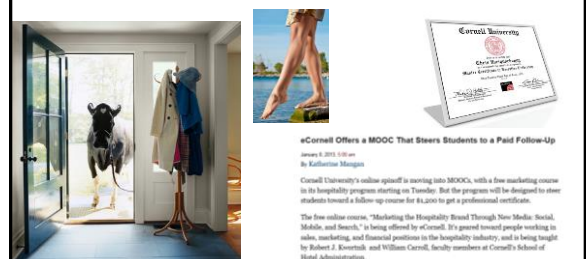 Cornell University
eCornell Offers a MOOC That Steers Students to a Paid Follow-Up
January 8, 2013, 5:00 am
By Katherine Mangan
Cornell University's online spinoff is moving into MOOCs, with a free marketing course
in its hospitality program starting on Tuesday. But the program will be designed to steer
students toward a follow-up course for $1,200 to get a professional certificate.
The free online course, "Marketing the Hospitality Brand Through New Media: Social,
Mobile, and Search," is being offered by eCornell. It's geared toward people working in
sales, marketing, and financial positions in the hospitality industry, and is being taught
by Robert J. Kwortnik and William Carroll, faculty members at Cornell's School of
Hotel Administration.